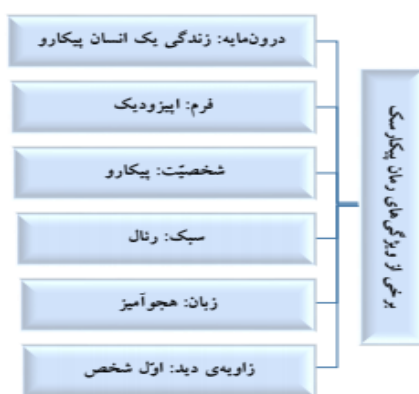 برخی از ویژگی‌های رمان پیکارسک
درون‌مایه: زندگی یک انسان پیکارو
فرم: اپیزودیک
شخصیّت: پیکارو
سبک: رئال
زبان: هجوآمیز
زاویه‌ی دید: اوّل شخص